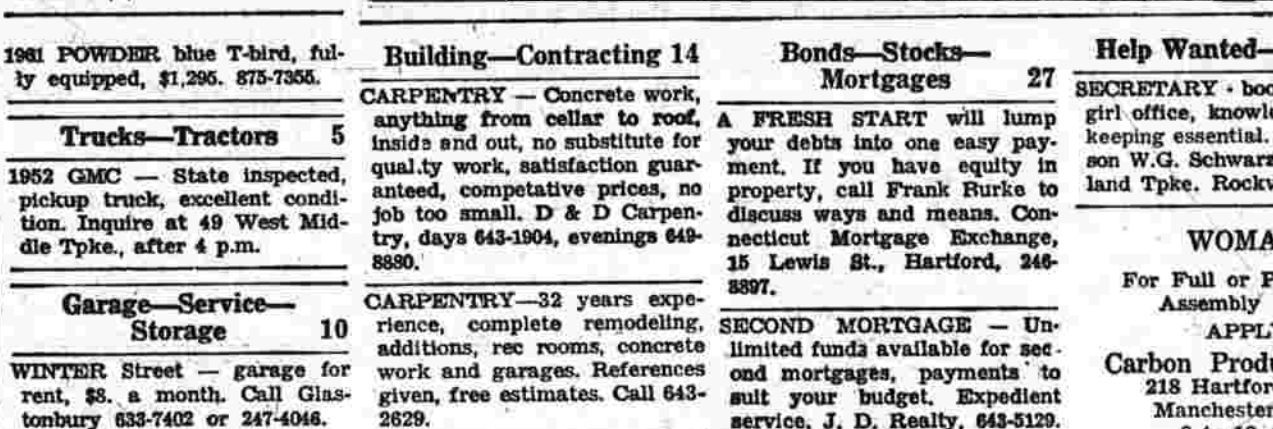 1961 POWDER blue T-bird, ful-
ly equipped, $1,295. 875-7355.
Trucks—Tractors 5
1952 GMC — State inspected,
pickup truck, excellent condi-
tion. Inquire at 49 West Mid-
dle Tpke., after 4 p.m.
Garage—Service—
Storage 10
WINTER Street — garage for
rent, $8. a month. Call Glas-
tonbury 633-7402 or 247-4046.
Building—Contracting 14
CARPENTRY — Concrete work,
anything from cellar to roof,
inside and out, no substitute for
qual.ty work, satisfaction guar-
anteed, competative prices, no
job too small. D & D Carpen-
try, days 643-1904, evenings 649-
8880.
CARPENTRY—32 years expe-
rience, complete remodeling,
additions, rec rooms, concrete
work and garages. References
given, free estimates. Call 643-
2629.
Bonds—Stocks—
Mortgages 27
A FRESH START will lump
your debts into one easy pay-
ment. If you have equity in
property, call Frank Burke to
discuss ways and means. Con-
necticut Mortgage Exchange,
15 Lewis St., Hartford, 246-
8897.
SECOND MORTGAGE — Un-
limited funds available for sec-
ond mortgages, payments to
suit your budget. Expedient
service. J. D. Realty, 643-5129.
Help Wanted—
SECRETARY - boo
girl office, knowle
keeping essential.
son W.G. Schwarz
land Tpke. Rockv
WOMA
For Full or P
Assembly
APPL
Carbon Produ
218 Hartfor
Manchester